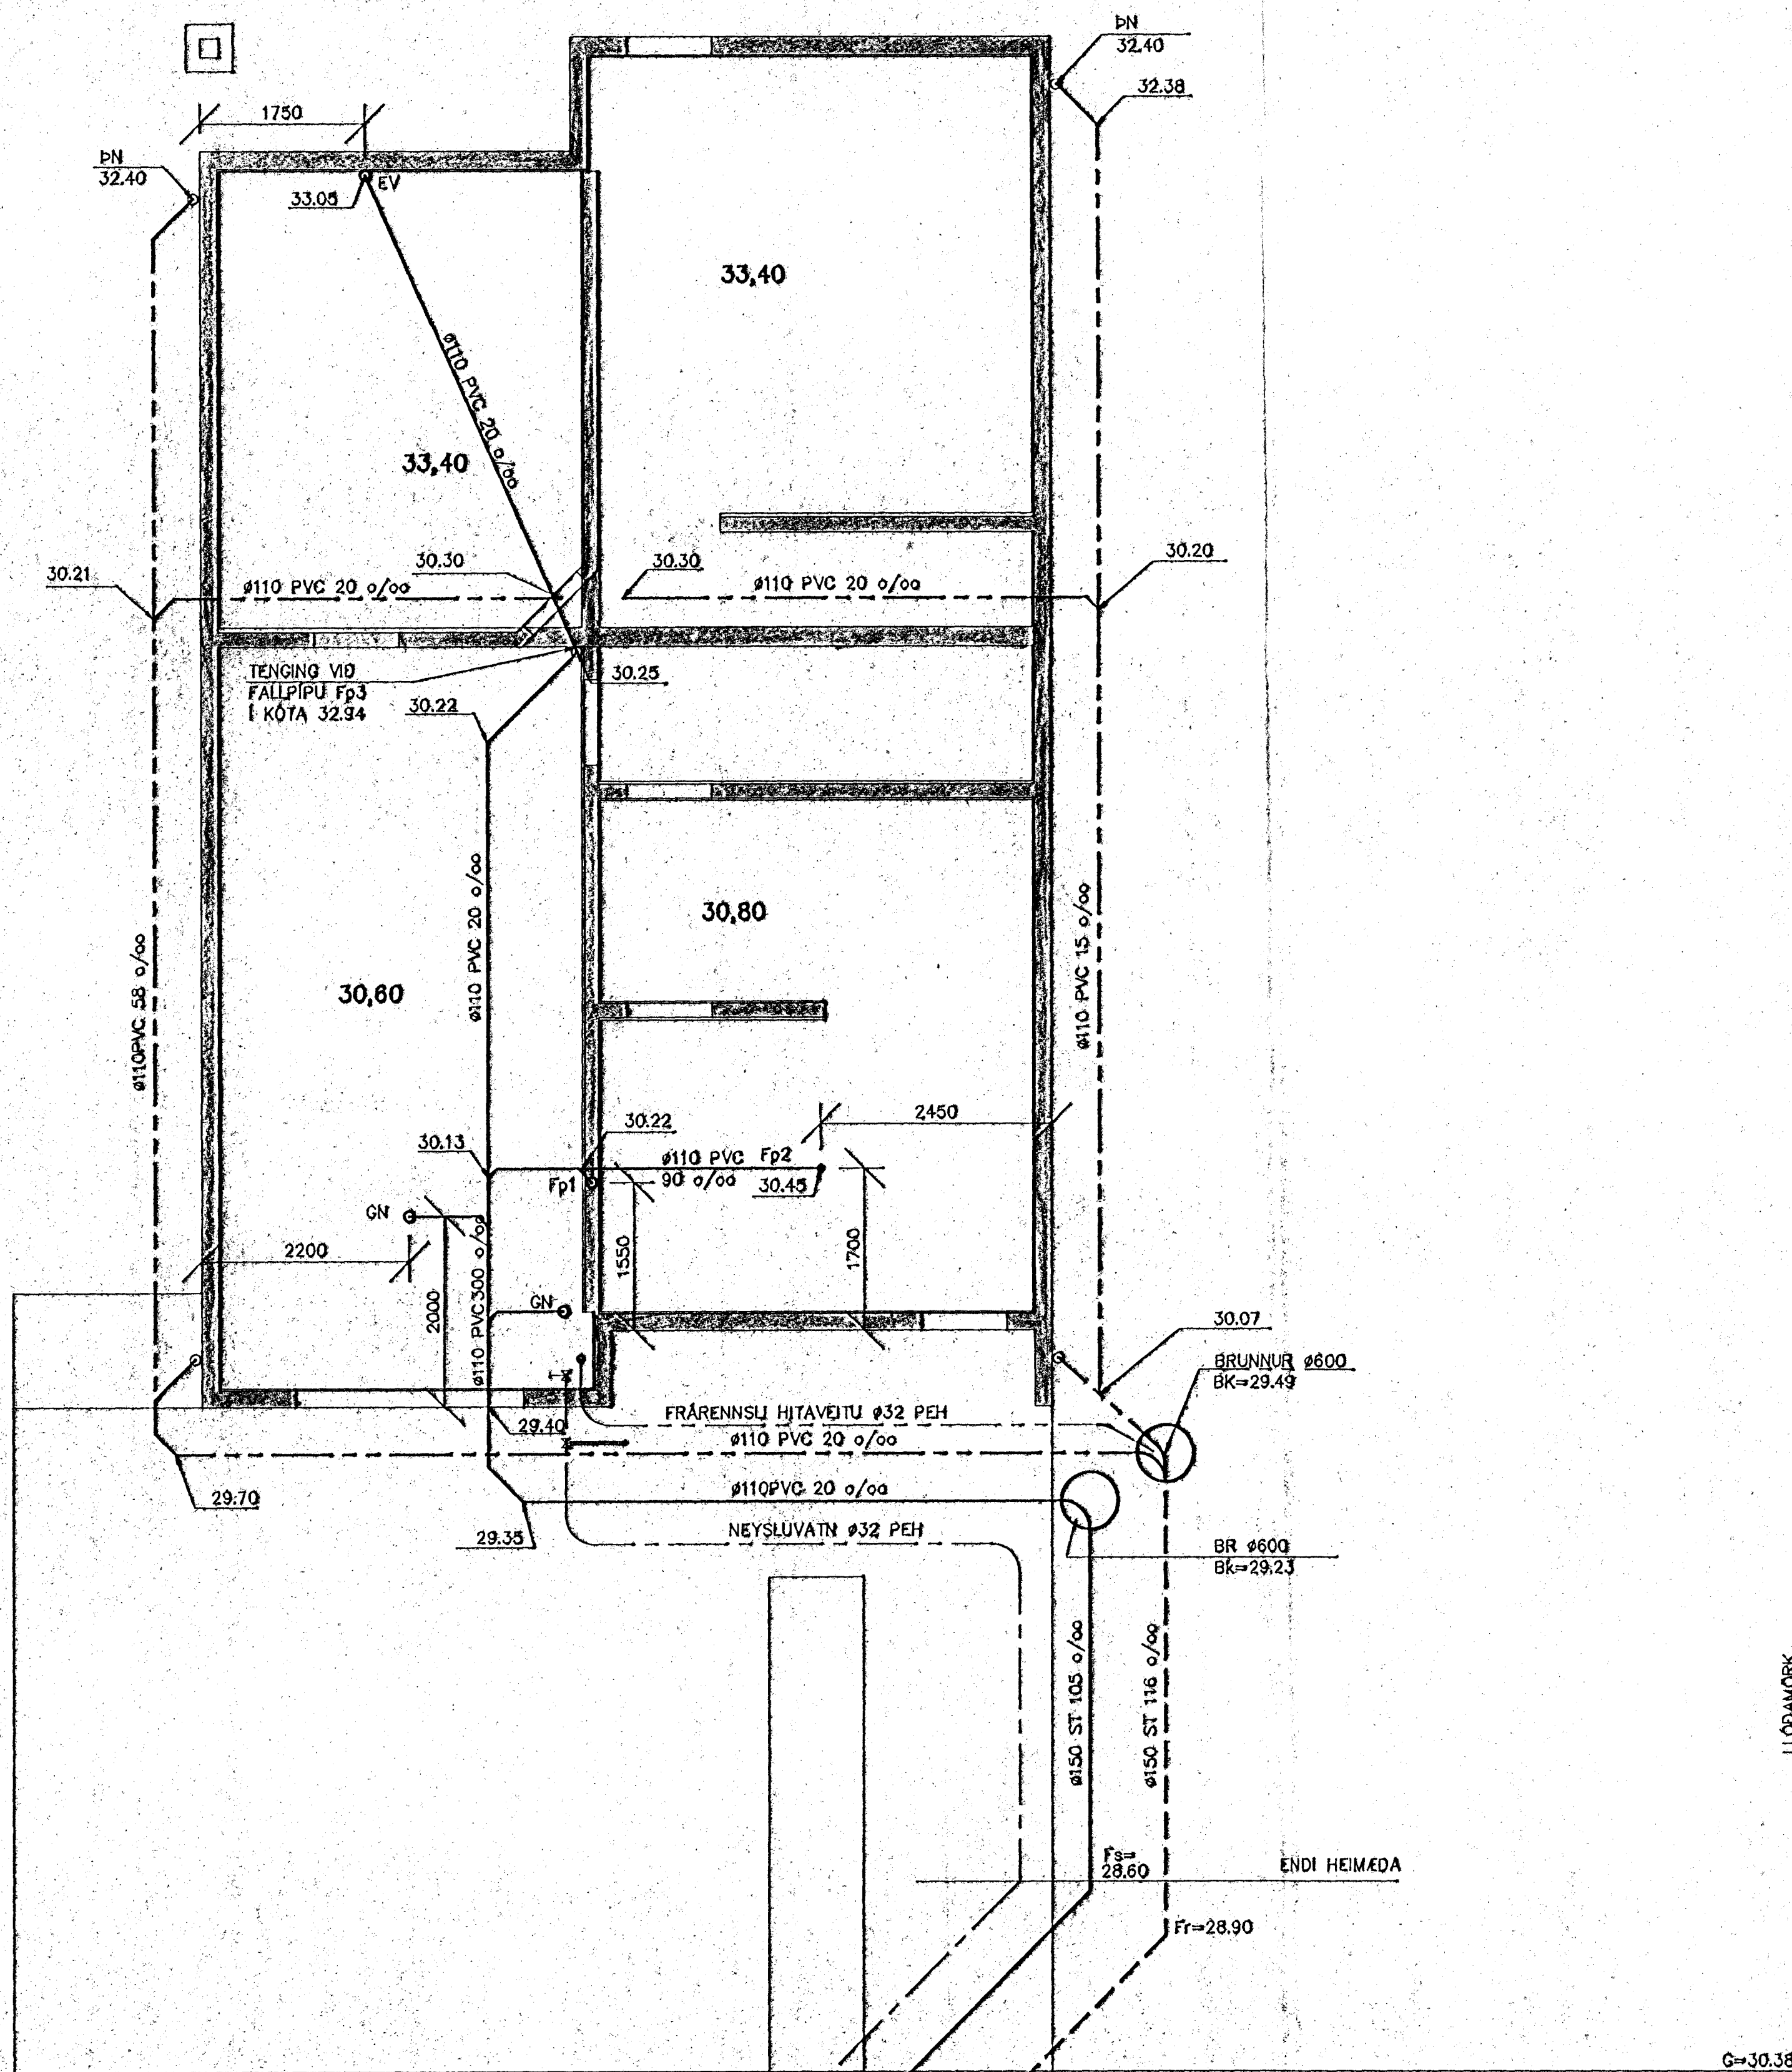 ÞN
32.40
32.38
1750
ÞN
32.40
EV
33.05
33,40
ø110 PVC 20 o/oo
33,40
30.21
30.30
30.30
30.20
ø110 PVC 20 o/oo
ø110 PVC 20 o/oo
TENGING VIÐ
FALLPÍPU Fp3
Í KÓTA 32.94
30.25
30.22
ø110 PVC 20 o/oo
30,80
ø110 PVC 15 o/oo
ø110PVC 58 o/oo
30,60
2450
30.22
30.13
ø110 PVC Fp2
90 o/oo 30.45
Fp1
GN
2200
2000
ø110 PVC300 o/oo
1550
1700
GN
30.07
BRUNNUR ø600
BK=29.49
FRÁRENNSLI HITAVEITU ø32 PEH
29.40
ø110 PVC 20 o/oo
29.70
ø110PVC 20 o/oo
29.35
NEYSLUVATN ø32 PEH
BR ø600
Bk=29.23
ø150 ST 105 o/oo
ø150 ST 116 o/oo
LÓÐAMÖRK
Fs=
28.60
ENDI HEIMÆÐA
Fr=28.90
G=30.38